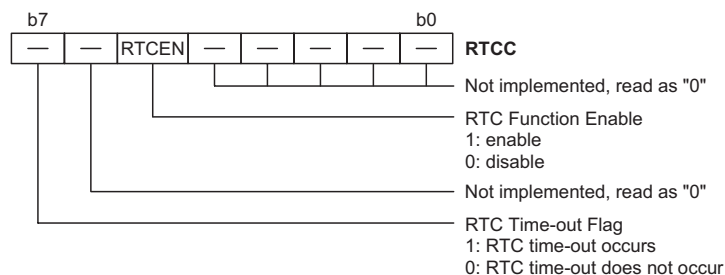 b7 b0
— — RTCEN — — — — — RTCC
Not implemented, read as "0"
RTC Function Enable
1: enable
0: disable
Not implemented, read as "0"
RTC Time-out Flag
1: RTC time-out occurs
0: RTC time-out does not occur